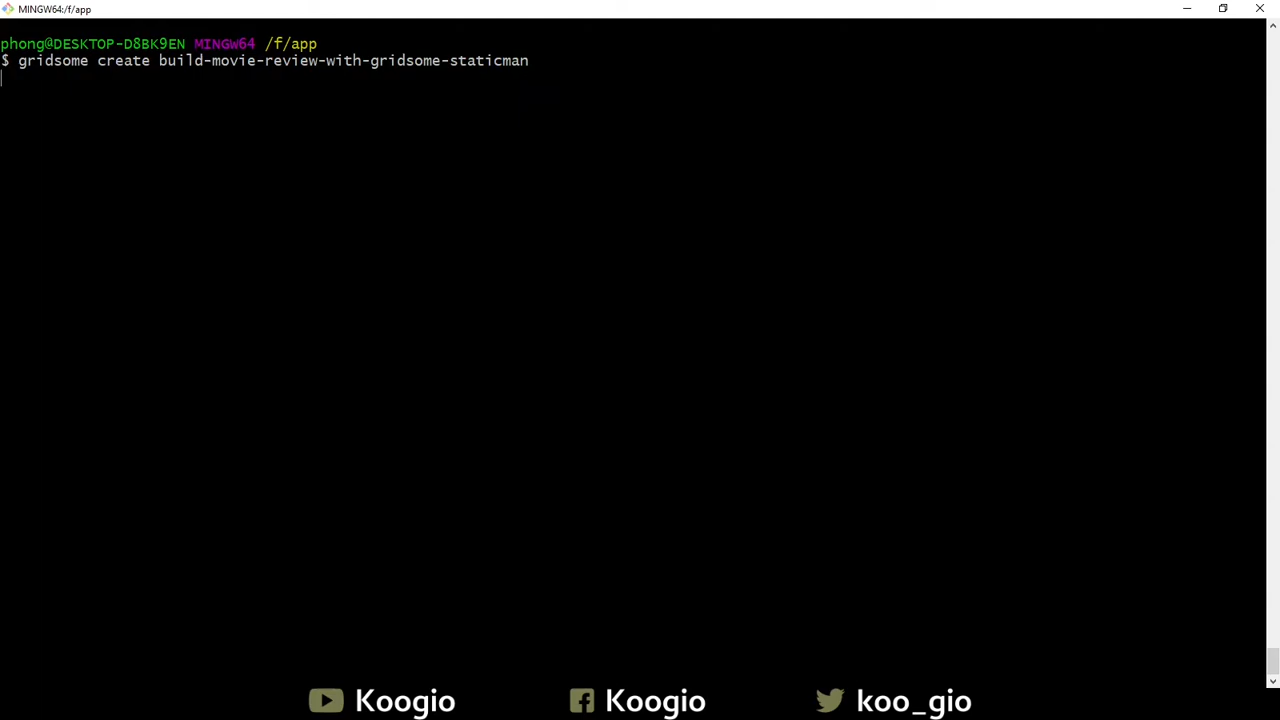 MINGW64:/f/app
phong@DESKTOP-D8BK9EN MINGW64 /f/app
$ gridsome create build-movie-review-with-gridsome-staticman
Koogio Koogio koo_gio